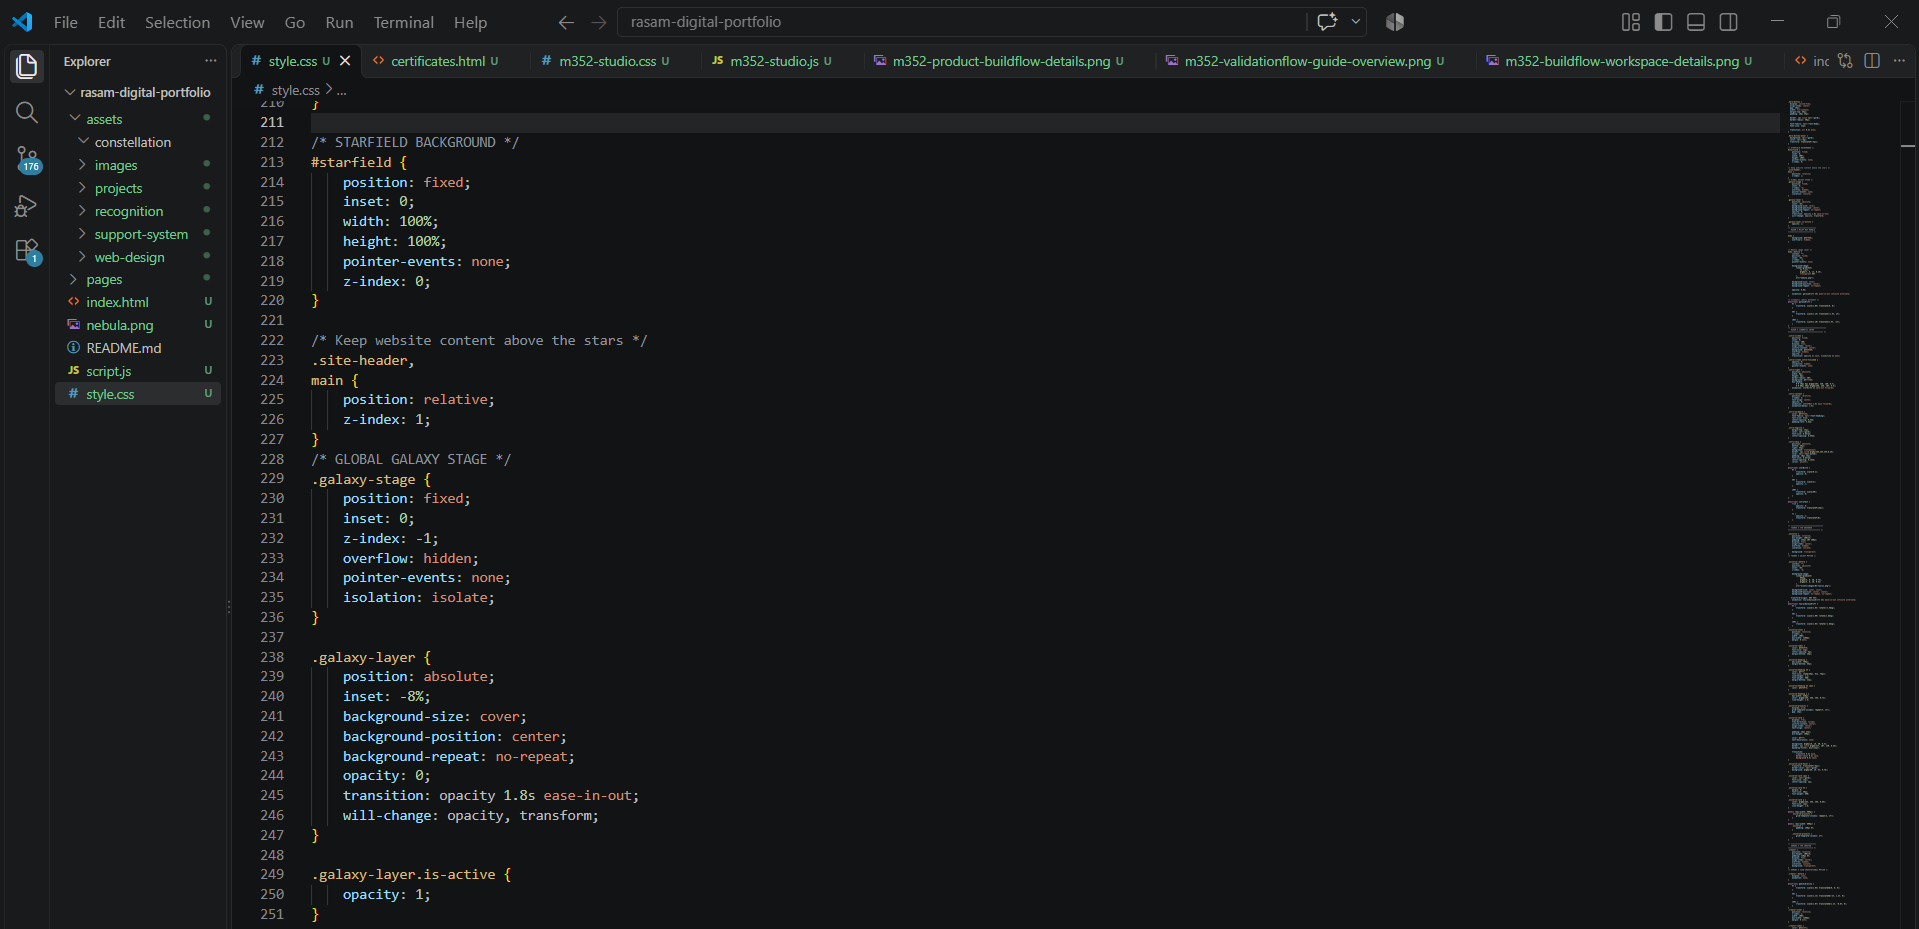 File Edit Selection View Go Run Terminal Help
rasam-digital-portfolio
Explorer
rasam-digital-portfolio
assets
constellation
images
projects
recognition
support-system
web-design
pages
index.html U
nebula.png U
README.md
JS script.js U
# style.css U
176
1
# style.css U
certificates.html U
# m352-studio.css U
JS m352-studio.js U
m352-product-buildflow-details.png U
m352-validationflow-guide-overview.png U
m352-buildflow-workspace-details.png U
inc
# style.css > ...
210 }
211
212 /* STARFIELD BACKGROUND */
213 #starfield {
214 position: fixed;
215 inset: 0;
216 width: 100%;
217 height: 100%;
218 pointer-events: none;
219 z-index: 0;
220 }
221
222 /* Keep website content above the stars */
223 .site-header,
224 main {
225 position: relative;
226 z-index: 1;
227 }
228 /* GLOBAL GALAXY STAGE */
229 .galaxy-stage {
230 position: fixed;
231 inset: 0;
232 z-index: -1;
233 overflow: hidden;
234 pointer-events: none;
235 isolation: isolate;
236 }
237
238 .galaxy-layer {
239 position: absolute;
240 inset: -8%;
241 background-size: cover;
242 background-position: center;
243 background-repeat: no-repeat;
244 opacity: 0;
245 transition: opacity 1.8s ease-in-out;
246 will-change: opacity, transform;
247 }
248
249 .galaxy-layer.is-active {
250 opacity: 1;
251 }